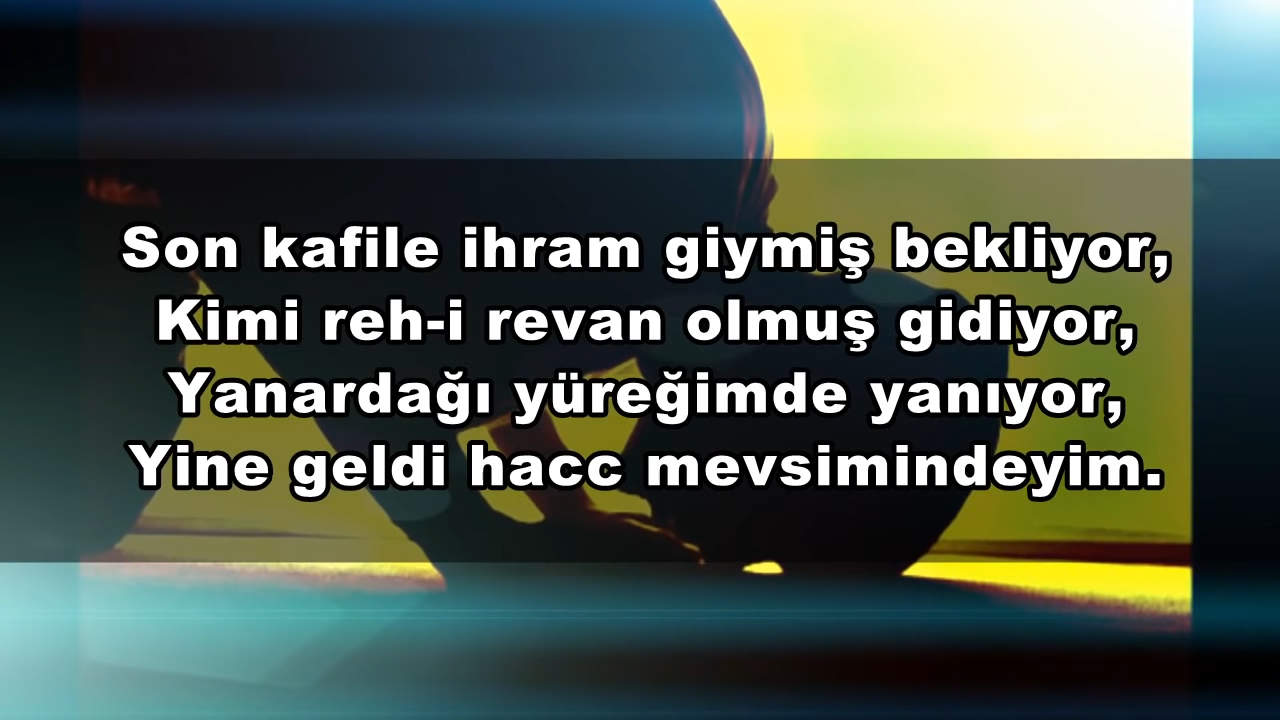 Son kafile ihram giymiş bekliyor,
Kimi reh-i revan olmuş gidiyor,
Yanardağı yüreğimde yanıyor,
Yine geldi hacc mevsimindeyim.